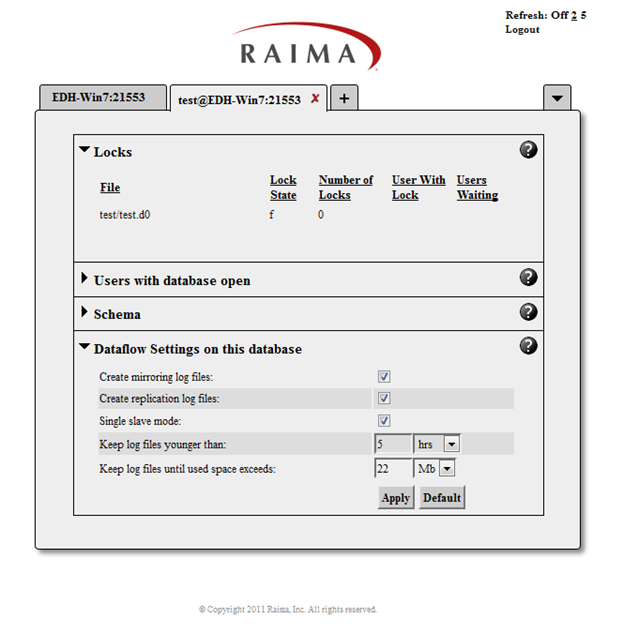 Refresh: Off 2 5
Logout
RAIMA
EDH-Win7:21553
test@EDH-Win7:21553 ✗ +
Locks ?
File Lock State Number of Locks User With Lock Users Waiting
test/test.d0 f 0
Users with database open ?
Schema ?
Dataflow Settings on this database ?
Create mirroring log files:
Create replication log files:
Single slave mode:
Keep log files younger than: 5 hrs
Keep log files until used space exceeds: 22 Mb
Apply Default
© Copyright 2011 Raima, Inc. All rights reserved.